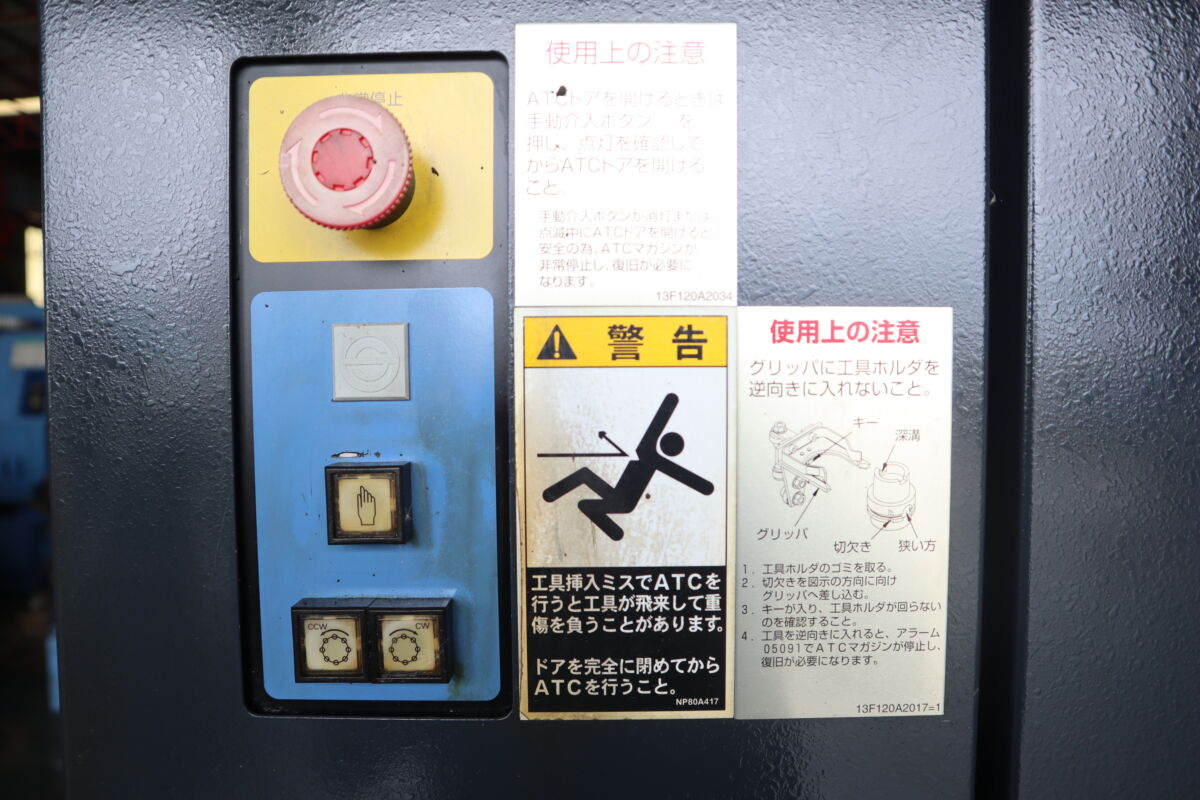 非常停止
CCW
CW
使用上の注意
ATCドアを開けるときは
手動介入ボタン を
押し、点灯を確認して
からATCドアを開ける
こと。
手動介入ボタンが消灯または
点滅中にATCドアを開けると、
安全の為、ATCマガジンが
非常停止し、復旧が必要に
なります。
13F120A2034
警告
工具挿入ミスでATCを
行うと工具が飛来して重
傷を負うことがあります。
ドアを完全に閉めてから
ATCを行うこと。
NP80A417
使用上の注意
グリッパに工具ホルダを
逆向きに入れないこと。
キー
深溝
グリッパ
切欠き
狭い方
1. 工具ホルダのゴミを取る。
2. 切欠きを図示の方向に向け
グリッパへ差し込む。
3. キーが入り、工具ホルダが回らない
のを確認すること。
4. 工具を逆向きに入れると、アラーム
05091でATCマガジンが停止し、
復旧が必要になります。
13F120A2017=1